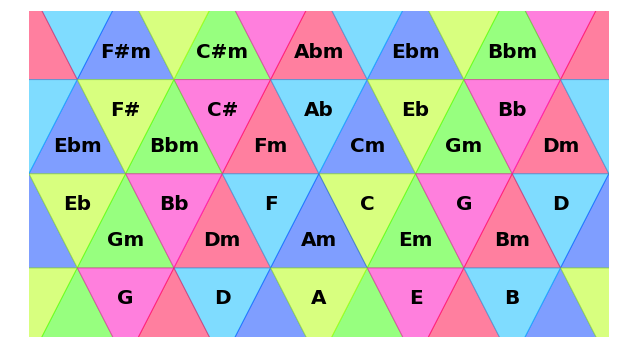 F#m C#m Abm Ebm Bbm
F# C# Ab Eb Bb
Ebm Bbm Fm Cm Gm Dm
Eb Bb F C G D
Gm Dm Am Em Bm
G D A E B